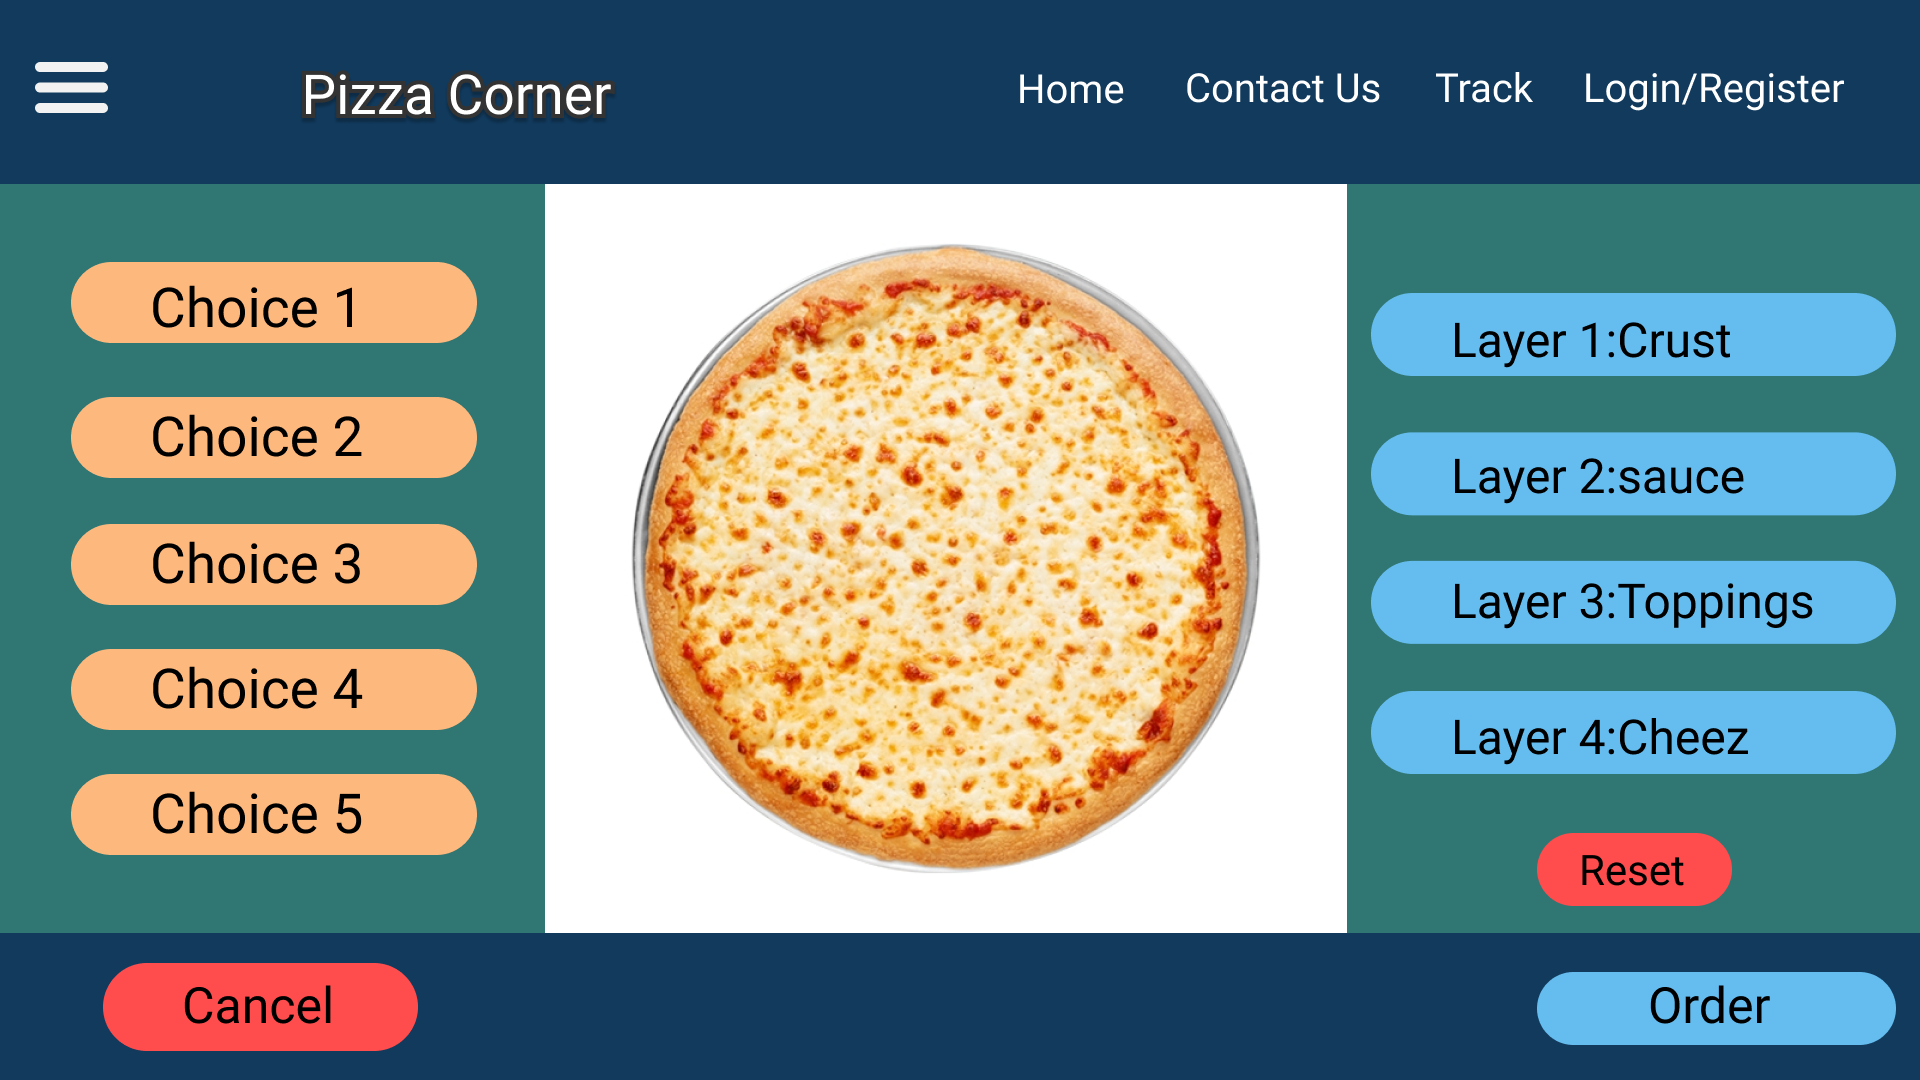 Pizza Corner
Home
Contact Us
Track
Login/Register
Choice 1
Choice 2
Choice 3
Choice 4
Choice 5
Layer 1:Crust
Layer 2:sauce
Layer 3:Toppings
Layer 4:Cheez
Reset
Cancel
Order